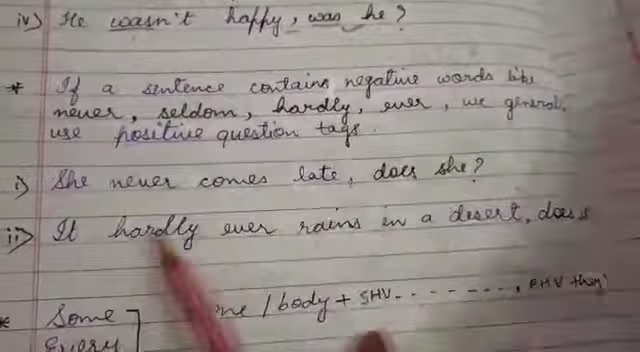 iv) He wasn't happy, was he?
* If a sentence contains negative words like
never, seldom, hardly, ever, we general
use positive question tags.
i) She never comes late, does she?
ii) It hardly ever rains in a desert, does
* Some
ne / body + SHV - - - - - - - - , PHV they
Every